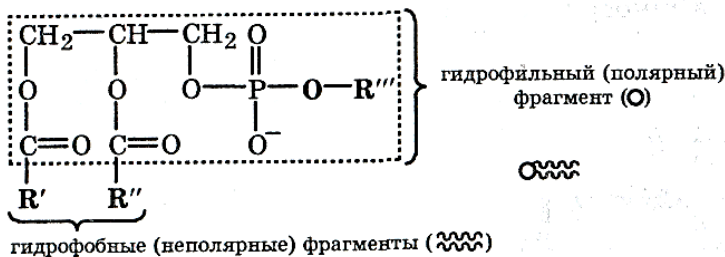 CH₂—CH—CH₂ O
O O O—P—O—R‴
C=O C=O O⁻
R′ R″
гидрофильный (полярный)
фрагмент (O)
гидрофобные (неполярные) фрагменты ( )